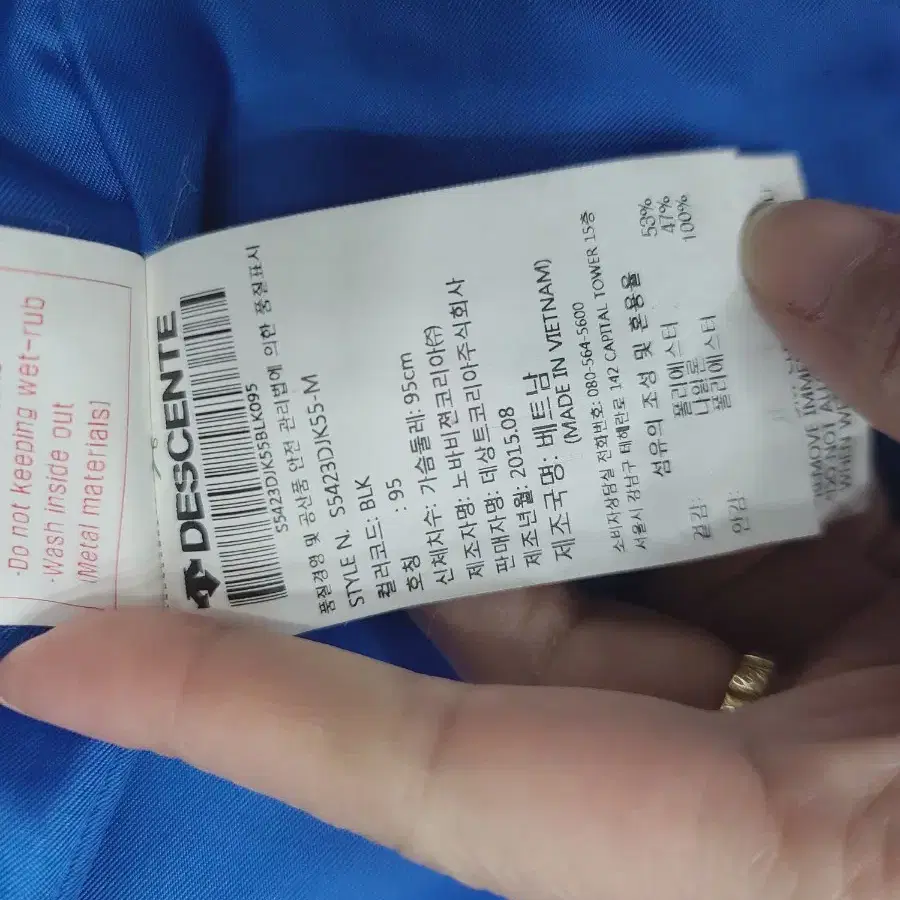 ·Do not keeping wet-rub
·Wash inside out
(Metal materials)
DESCENTE
S5423DJK55BLK095
품질경영 및 공산품 안전 관리법에 의한 품질표시
STYLE N. S5423DJK55-M
컬러코드: BLK
호칭 : 95
신체치수: 가슴둘레: 95cm
제조자명: 노바비젼코리아㈜
판매자명: 데상트코리아주식회사
제조년월: 2015.08
제조국명: 베트남
(MADE IN VIETNAM)
소비자상담실 전화번호: 080-564-5600
서울시 강남구 테헤란로 142 CAPITAL TOWER 15층
섬유의 조성 및 혼용율
겉감: 폴리에스터 53%
나일론 47%
안감: 폴리에스터 100%
REMOVE IMME
DO NOT AL
WHEN W